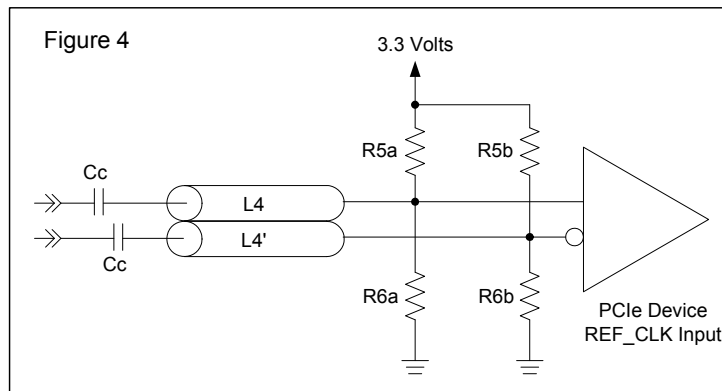 Figure 4
3.3 Volts
R5a
R5b
Cc
L4
L4'
Cc
R6a
R6b
PCIe Device
REF_CLK Input